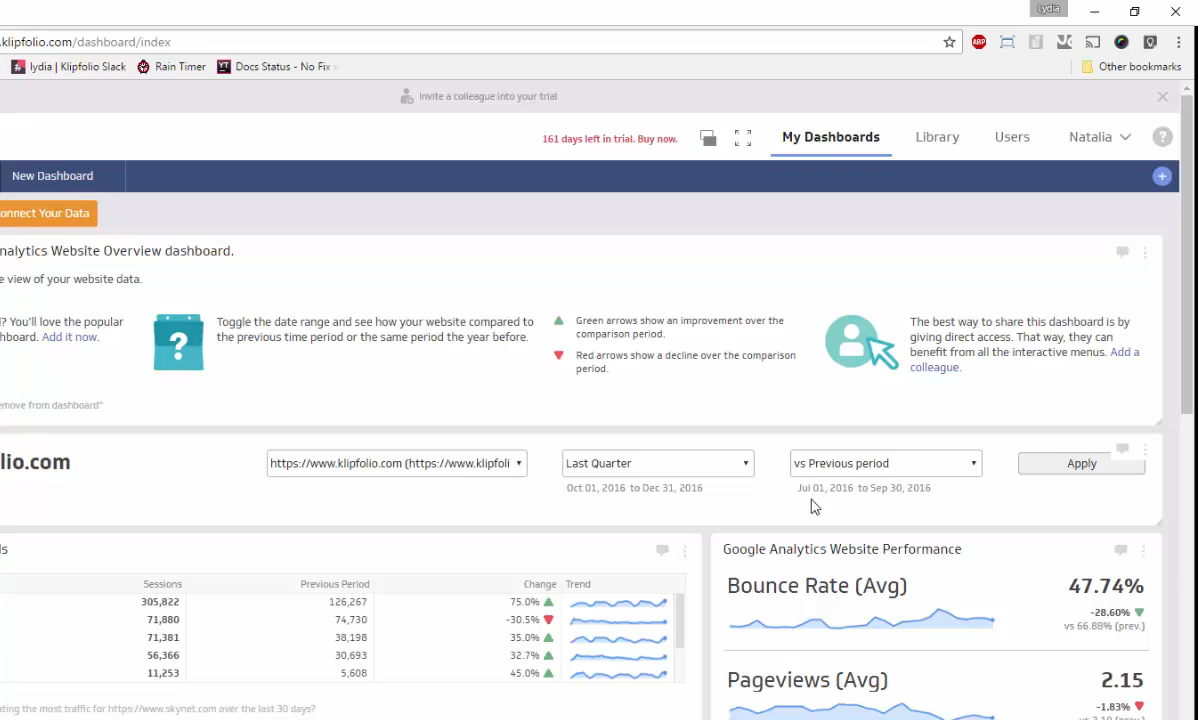 Lydia
klipfolio.com/dashboard/index
ABP
lydia | Klipfolio Slack
Rain Timer
YT
Docs Status - No Fix
Other bookmarks
Invite a colleague into your trial
161 days left in trial. Buy now.
My Dashboards
Library
Users
Natalia
?
New Dashboard
+
onnect Your Data
nalytics Website Overview dashboard.
e view of your website data.
? You'll love the popular
hboard. Add it now.
?
Toggle the date range and see how your website compared to
the previous time period or the same period the year before.
Green arrows show an improvement over the
comparison period.
Red arrows show a decline over the comparison
period.
The best way to share this dashboard is by
giving direct access. That way, they can
benefit from all the interactive menus. Add a
colleague.
emove from dashboard"
lio.com
https://www.klipfolio.com (https://www.klipfoli
Last Quarter
vs Previous period
Apply
Oct 01, 2016 to Dec 31, 2016
Jul 01, 2016 to Sep 30, 2016
ls
Sessions Previous Period Change Trend
305,822 126,267 75.0%
71,880 74,730 -30.5%
71,381 38,198 35.0%
56,366 30,693 32.7%
11,253 5,608 45.0%
ating the most traffic for https://www.skynet.com over the last 30 days?
Google Analytics Website Performance
Bounce Rate (Avg) 47.74%
-28.60%
vs 66.88% (prev.)
Pageviews (Avg) 2.15
-1.83%